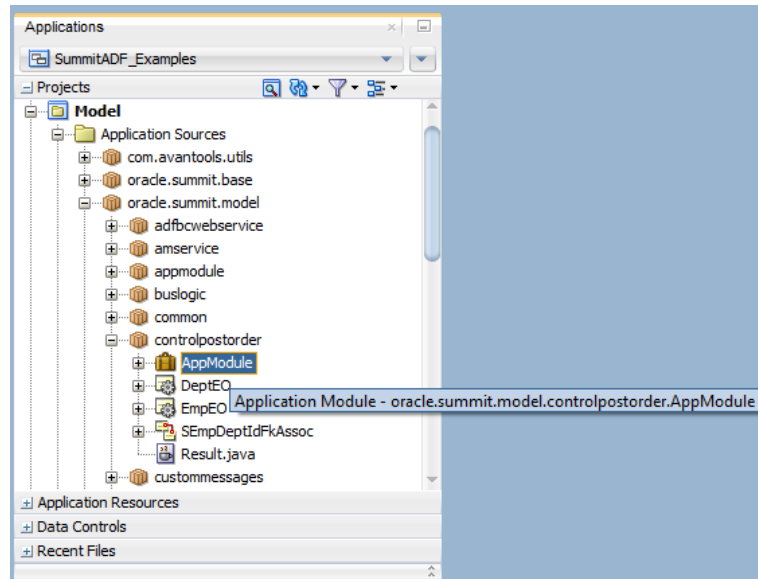 Applications
SummitADF_Examples
Projects
Model
Application Sources
com.avantools.utils
oracle.summit.base
oracle.summit.model
adfbcwebservice
amservice
appmodule
buslogic
common
controlpostorder
AppModule
DeptEO
Application Module - oracle.summit.model.controlpostorder.AppModule
EmpEO
SEmpDeptIdFkAssoc
Result.java
custommessages
Application Resources
Data Controls
Recent Files